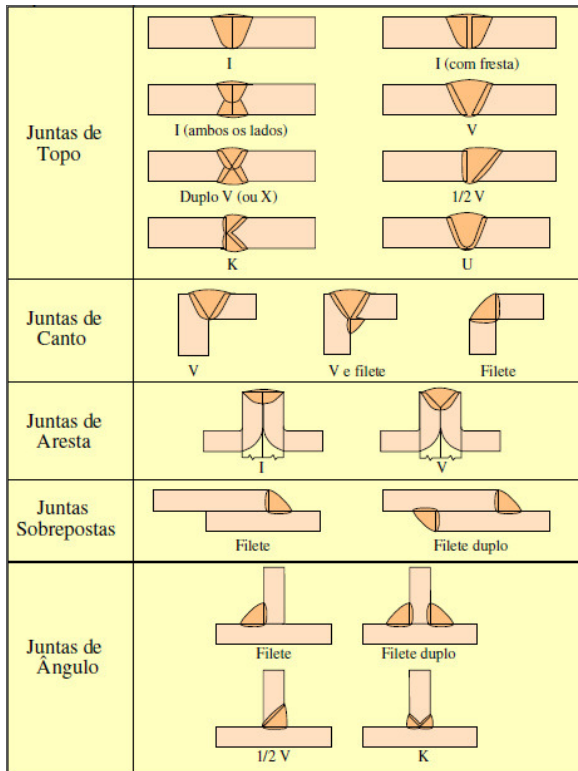 Juntas de
Topo
I
I (com fresta)
I (ambos os lados)
V
Duplo V (ou X)
1/2 V
K
U
Juntas de
Canto
V
V e filete
Filete
Juntas de
Aresta
I
V
Juntas
Sobrepostas
Filete
Filete duplo
Juntas de
Ângulo
Filete
Filete duplo
1/2 V
K